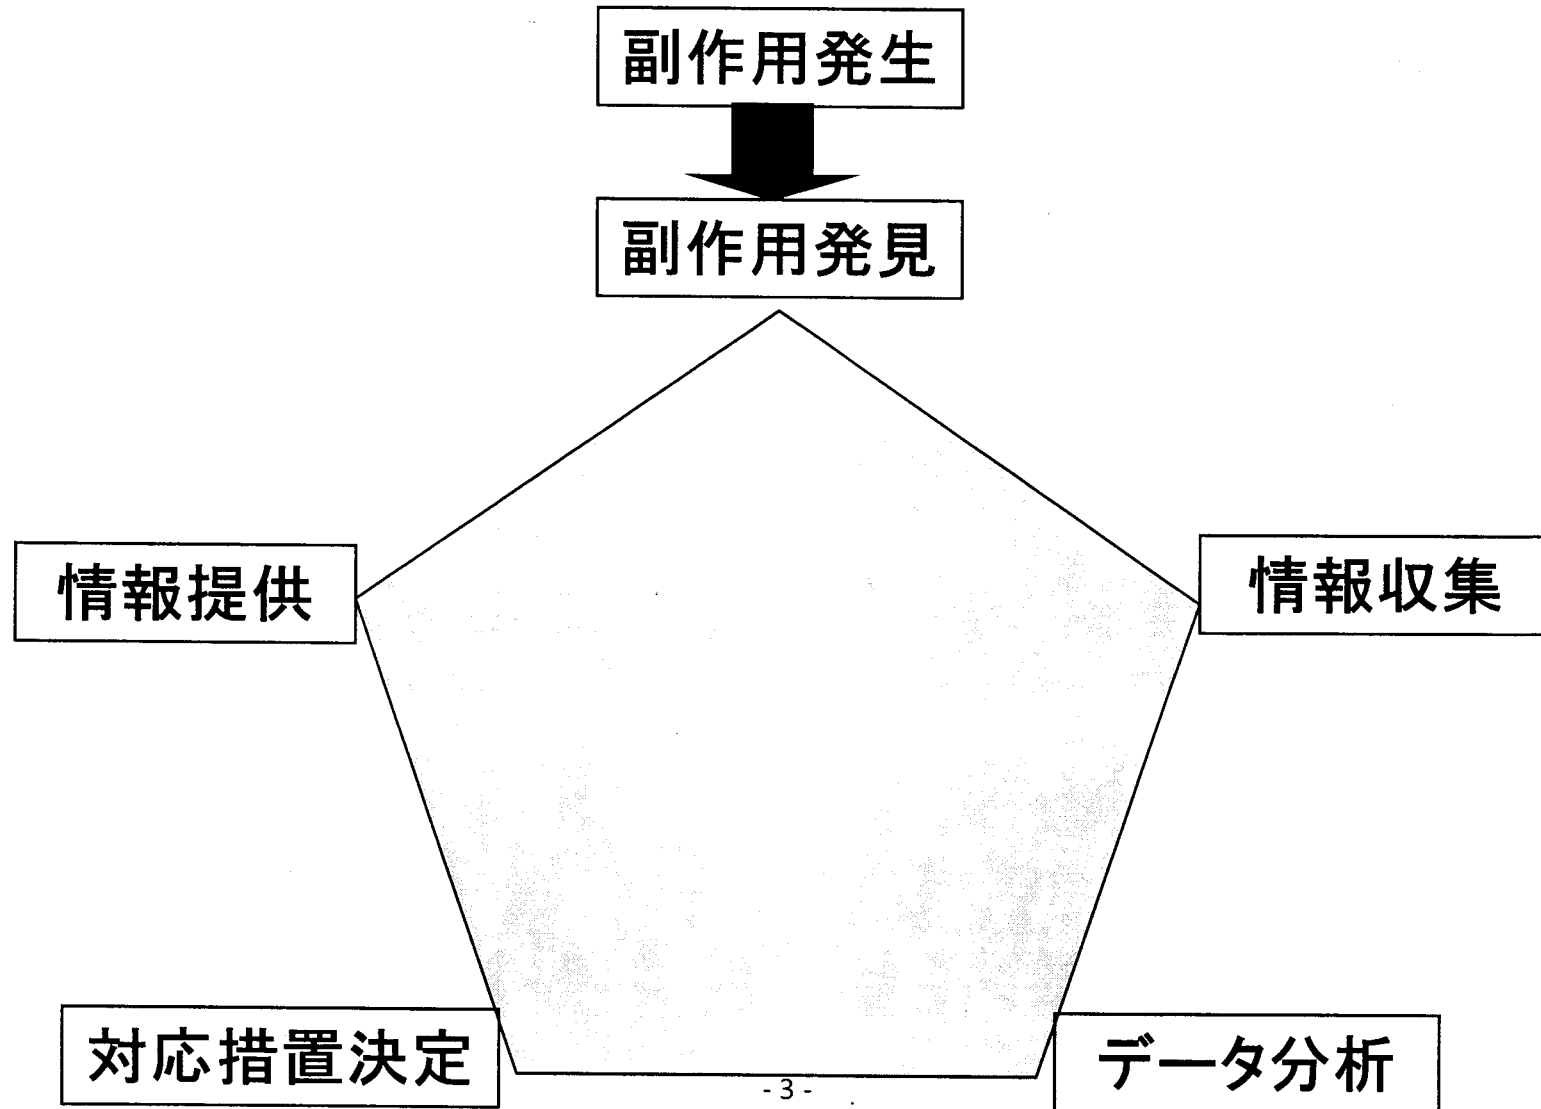 副作用発生
副作用発見
情報提供
情報収集
対応措置決定
データ分析
- 3 -